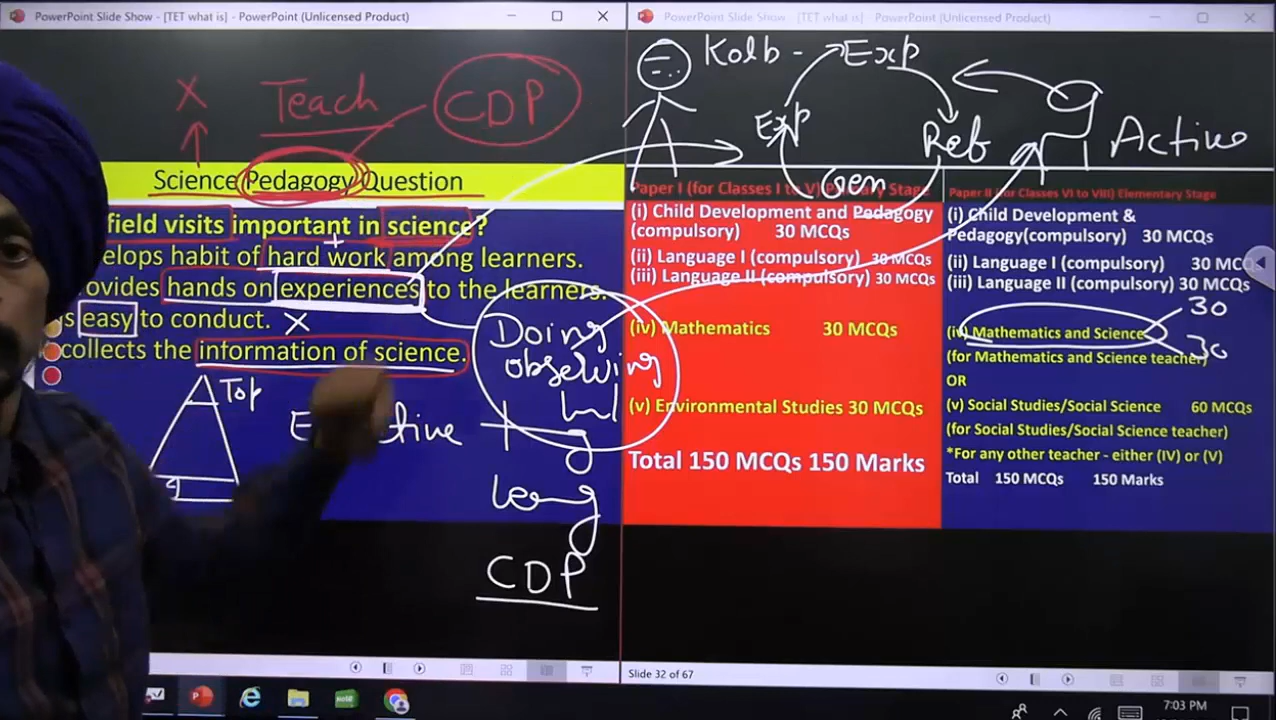 PowerPoint Slide Show - [TET what is] - PowerPoint (Unlicensed Product)
X Teach CDP
Science Pedagogy Question
field visits important in science?
elops habit of hard work among learners.
ovides hands on experiences to the learners.
s easy to conduct. X
collects the information of science.
Top
Doing
observing
CDP
PowerPoint Slide Show - [TET what is] - PowerPoint (Unlicensed Product)
Kolb - Exp
Exp Ref Active
Gen
Paper I (for Classes I to V) Primary Stage
(i) Child Development and Pedagogy
(compulsory) 30 MCQs
(ii) Language I (compulsory) 30 MCQs
(iii) Language II (compulsory) 30 MCQs
(iv) Mathematics 30 MCQs
(v) Environmental Studies 30 MCQs
Total 150 MCQs 150 Marks
Paper II (for Classes VI to VIII) Elementary Stage
(i) Child Development &
Pedagogy(compulsory) 30 MCQs
(ii) Language I (compulsory) 30 MCQs
(iii) Language II (compulsory) 30 MCQs
30
(iv) Mathematics and Science
30
(for Mathematics and Science teacher)
OR
(v) Social Studies/Social Science 60 MCQs
(for Social Studies/Social Science teacher)
*For any other teacher - either (IV) or (V)
Total 150 MCQs 150 Marks
Slide 32 of 67
7:03 PM